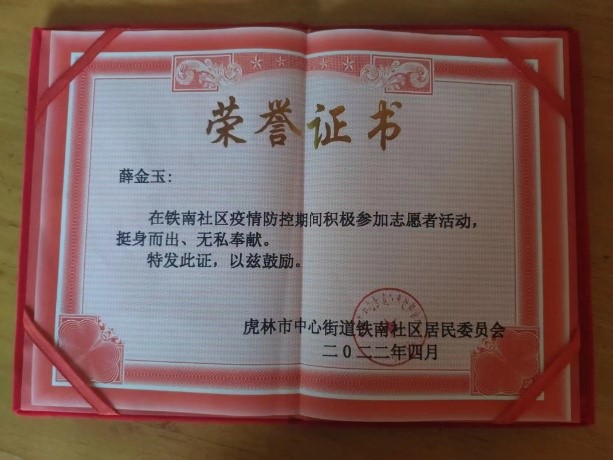 荣誉证书
薛金玉:
在铁南社区疫情防控期间积极参加志愿者活动，
挺身而出、无私奉献。
特发此证，以兹鼓励。
虎林市中心街道铁南社区居民委员会
二0二二年四月